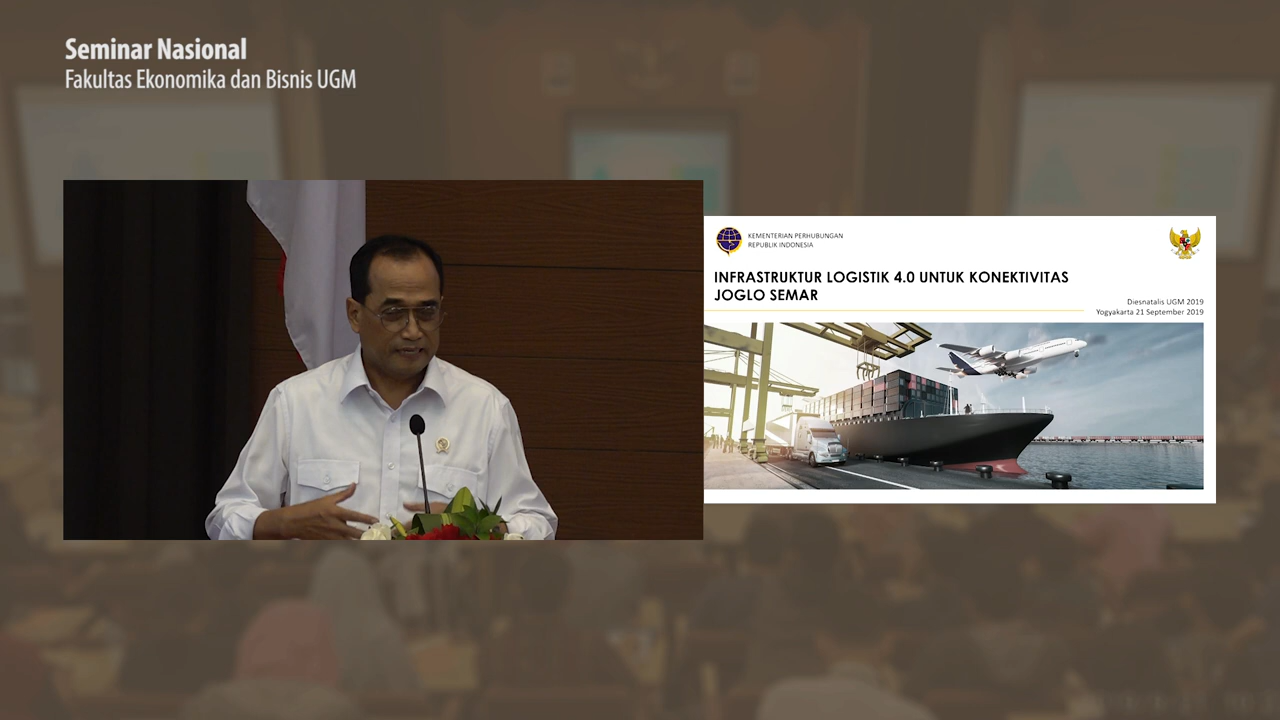 Seminar Nasional
Fakultas Ekonomika dan Bisnis UGM
KEMENTERIAN PERHUBUNGAN
REPUBLIK INDONESIA
INFRASTRUKTUR LOGISTIK 4.0 UNTUK KONEKTIVITAS
JOGLO SEMAR
Diesnatalis UGM 2019
Yogyakarta 21 September 2019